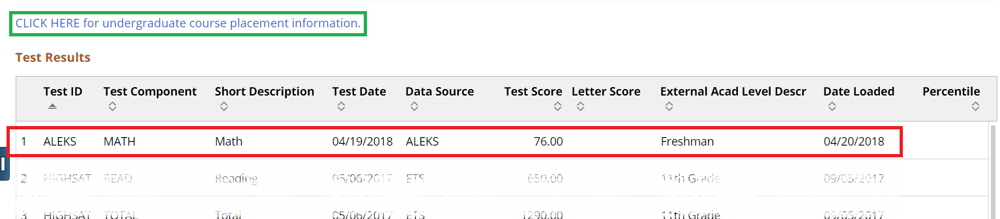 CLICK HERE for undergraduate course placement information.
Test Results
Test ID Test Component Short Description Test Date Data Source Test Score Letter Score External Acad Level Descr Date Loaded Percentile
1 ALEKS MATH Math 04/19/2018 ALEKS 76.00 Freshman 04/20/2018
2 HIGHSAT READ Reading 05/06/2017 ETS 650.00 11th Grade 09/05/2017
3 HIGHSAT TOTAL Total 05/06/2017 ETS 1290.00 11th Grade 09/05/2017